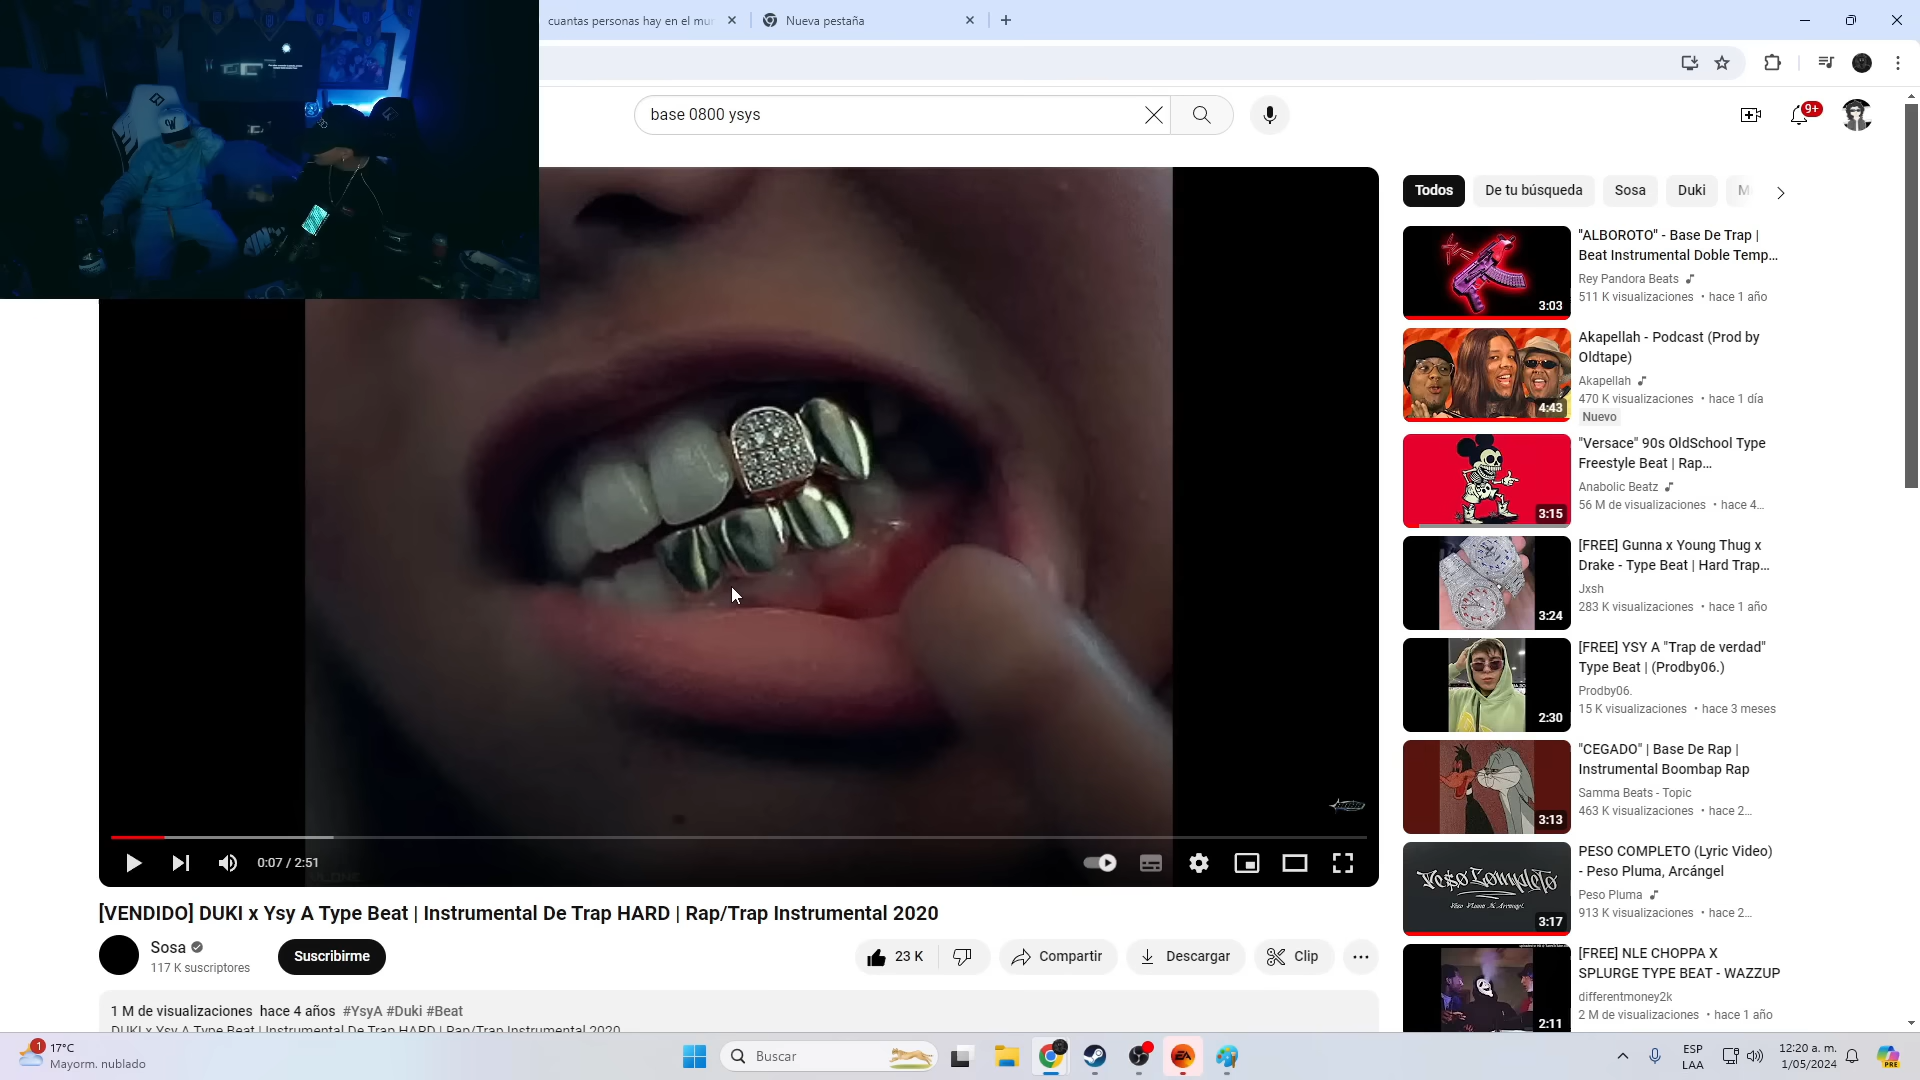 cuantas personas hay en el mu
Nueva pestaña
base 0800 ysys
9+
Todos
De tu búsqueda
Sosa
Duki
"ALBOROTO" - Base De Trap |
Beat Instrumental Doble Temp...
Rey Pandora Beats
511 K visualizaciones • hace 1 año
3:03
Akapellah - Podcast (Prod by
Oldtape)
Akapellah
470 K visualizaciones • hace 1 día
Nuevo
4:43
"Versace" 90s OldSchool Type
Freestyle Beat | Rap...
Anabolic Beatz
56 M de visualizaciones • hace 4...
3:15
[FREE] Gunna x Young Thug x
Drake - Type Beat | Hard Trap...
Jxsh
283 K visualizaciones • hace 1 año
3:24
[FREE] YSY A "Trap de verdad"
Type Beat | (Prodby06.)
Prodby06.
15 K visualizaciones • hace 3 meses
2:30
"CEGADO" | Base De Rap |
Instrumental Boombap Rap
Samma Beats - Topic
463 K visualizaciones • hace 2...
3:13
PESO COMPLETO (Lyric Video)
- Peso Pluma, Arcángel
Peso Pluma
913 K visualizaciones • hace 2...
Peso Completo
3:17
[FREE] NLE CHOPPA X
SPLURGE TYPE BEAT - WAZZUP
differentmoney2k
2 M de visualizaciones • hace 1 año
2:11
0:07 / 2:51
[VENDIDO] DUKI x Ysy A Type Beat | Instrumental De Trap HARD | Rap/Trap Instrumental 2020
Sosa
117 K suscriptores
Suscribirme
23 K
Compartir
Descargar
Clip
1 M de visualizaciones hace 4 años #YsyA #Duki #Beat
DUKI x Ysy A Type Beat | Instrumental De Trap HARD | Rap/Trap Instrumental 2020
1
17°C
Mayorm. nublado
Buscar
ESP
LAA
12:20 a. m.
1/05/2024
PRE